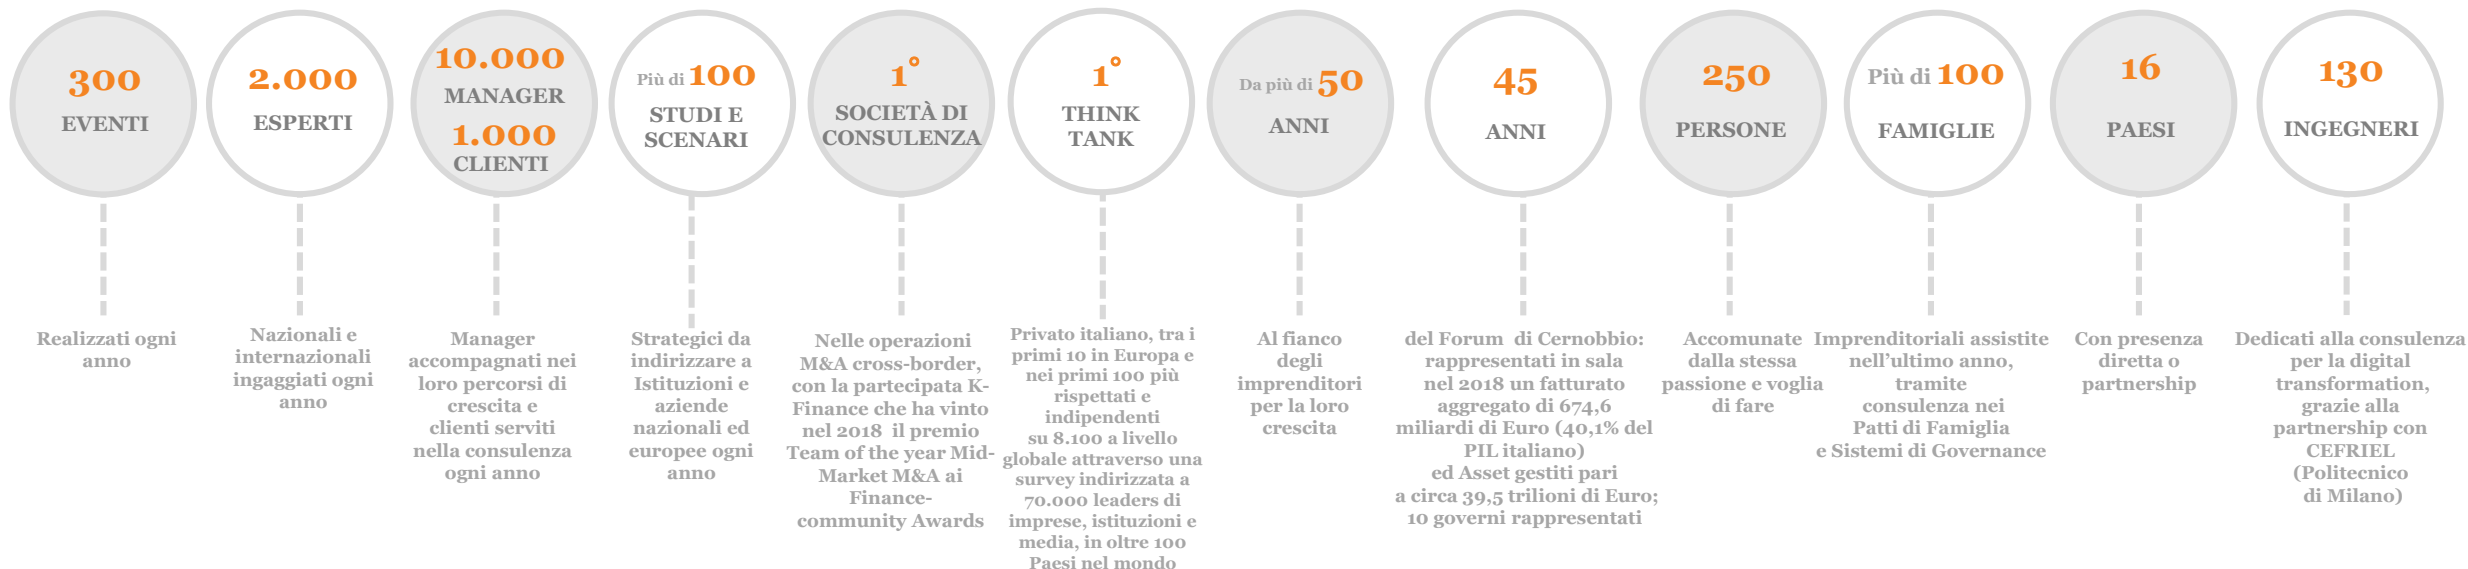 300
EVENTI
Realizzati ogni
anno
2.000
ESPERTI
Nazionali e
internazionali
ingaggiati ogni
anno
10.000
MANAGER
1.000
CLIENTI
Manager
accompagnati nei
loro percorsi di
crescita e
clienti serviti
nella consulenza
ogni anno
Più di 100
STUDI E
SCENARI
Strategici da
indirizzare a
Istituzioni e
aziende
nazionali ed
europee ogni
anno
1°
SOCIETÀ DI
CONSULENZA
Nelle operazioni
M&A cross-border,
con la partecipata K-
Finance che ha vinto
nel 2018 il premio
Team of the year Mid-
Market M&A ai
Finance-
community Awards
1°
THINK
TANK
Privato italiano, tra i
primi 10 in Europa e
nei primi 100 più
rispettati e
indipendenti
su 8.100 a livello
globale attraverso una
survey indirizzata a
70.000 leaders di
imprese, istituzioni e
media, in oltre 100
Paesi nel mondo
Da più di 50
ANNI
Al fianco
degli
imprenditori
per la loro
crescita
45
ANNI
del Forum di Cernobbio:
rappresentati in sala
nel 2018 un fatturato
aggregato di 674,6
miliardi di Euro (40,1% del
PIL italiano)
ed Asset gestiti pari
a circa 39,5 trilioni di Euro;
10 governi rappresentati
250
PERSONE
Accomunate
dalla stessa
passione e voglia
di fare
Più di 100
FAMIGLIE
Imprenditoriali assistite
nell'ultimo anno,
tramite
consulenza nei
Patti di Famiglia
e Sistemi di Governance
16
PAESI
Con presenza
diretta o
partnership
130
INGEGNERI
Dedicati alla consulenza
per la digital
transformation,
grazie alla
partnership con
CEFRIEL
(Politecnico
di Milano)